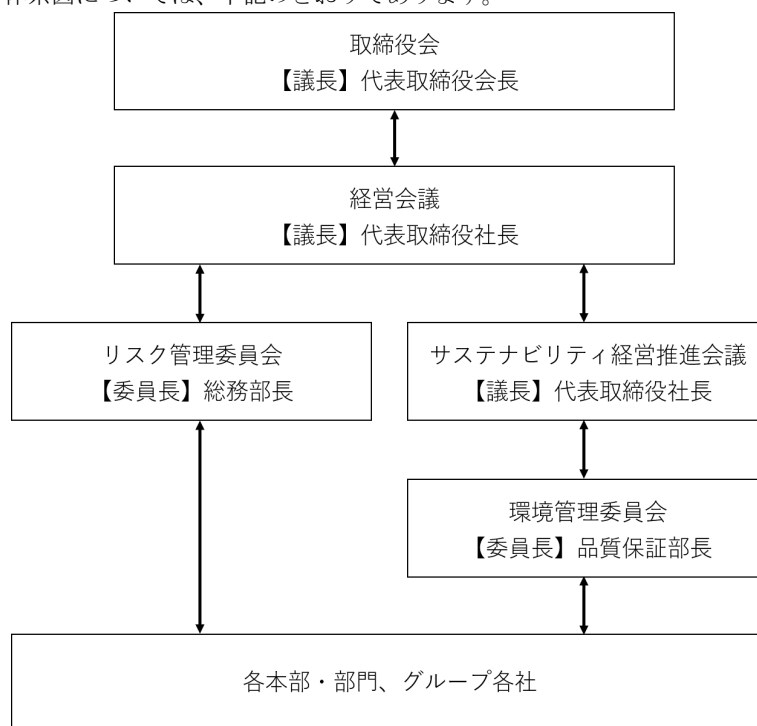 体系図については、下記のとおりであります。
取締役会
【議長】代表取締役会長
経営会議
【議長】代表取締役社長
リスク管理委員会
【委員長】総務部長
サステナビリティ経営推進会議
【議長】代表取締役社長
環境管理委員会
【委員長】品質保証部長
各本部・部門、グループ各社